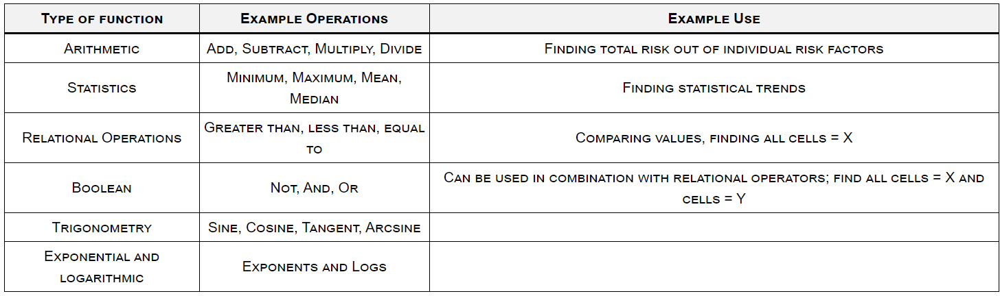 Type of function Example Operations Example Use
Arithmetic Add, Subtract, Multiply, Divide Finding total risk out of individual risk factors
Statistics
Minimum, Maximum, Mean,
Median
Finding statistical trends
Relational Operations
Greater than, less than, equal
to
Comparing values, finding all cells = X
Boolean
Not, And, Or
Can be used in combination with relational operators; find all cells = X and
cells = Y
Trigonometry Sine, Cosine, Tangent, Arcsine
Exponential and
logarithmic
Exponents and Logs